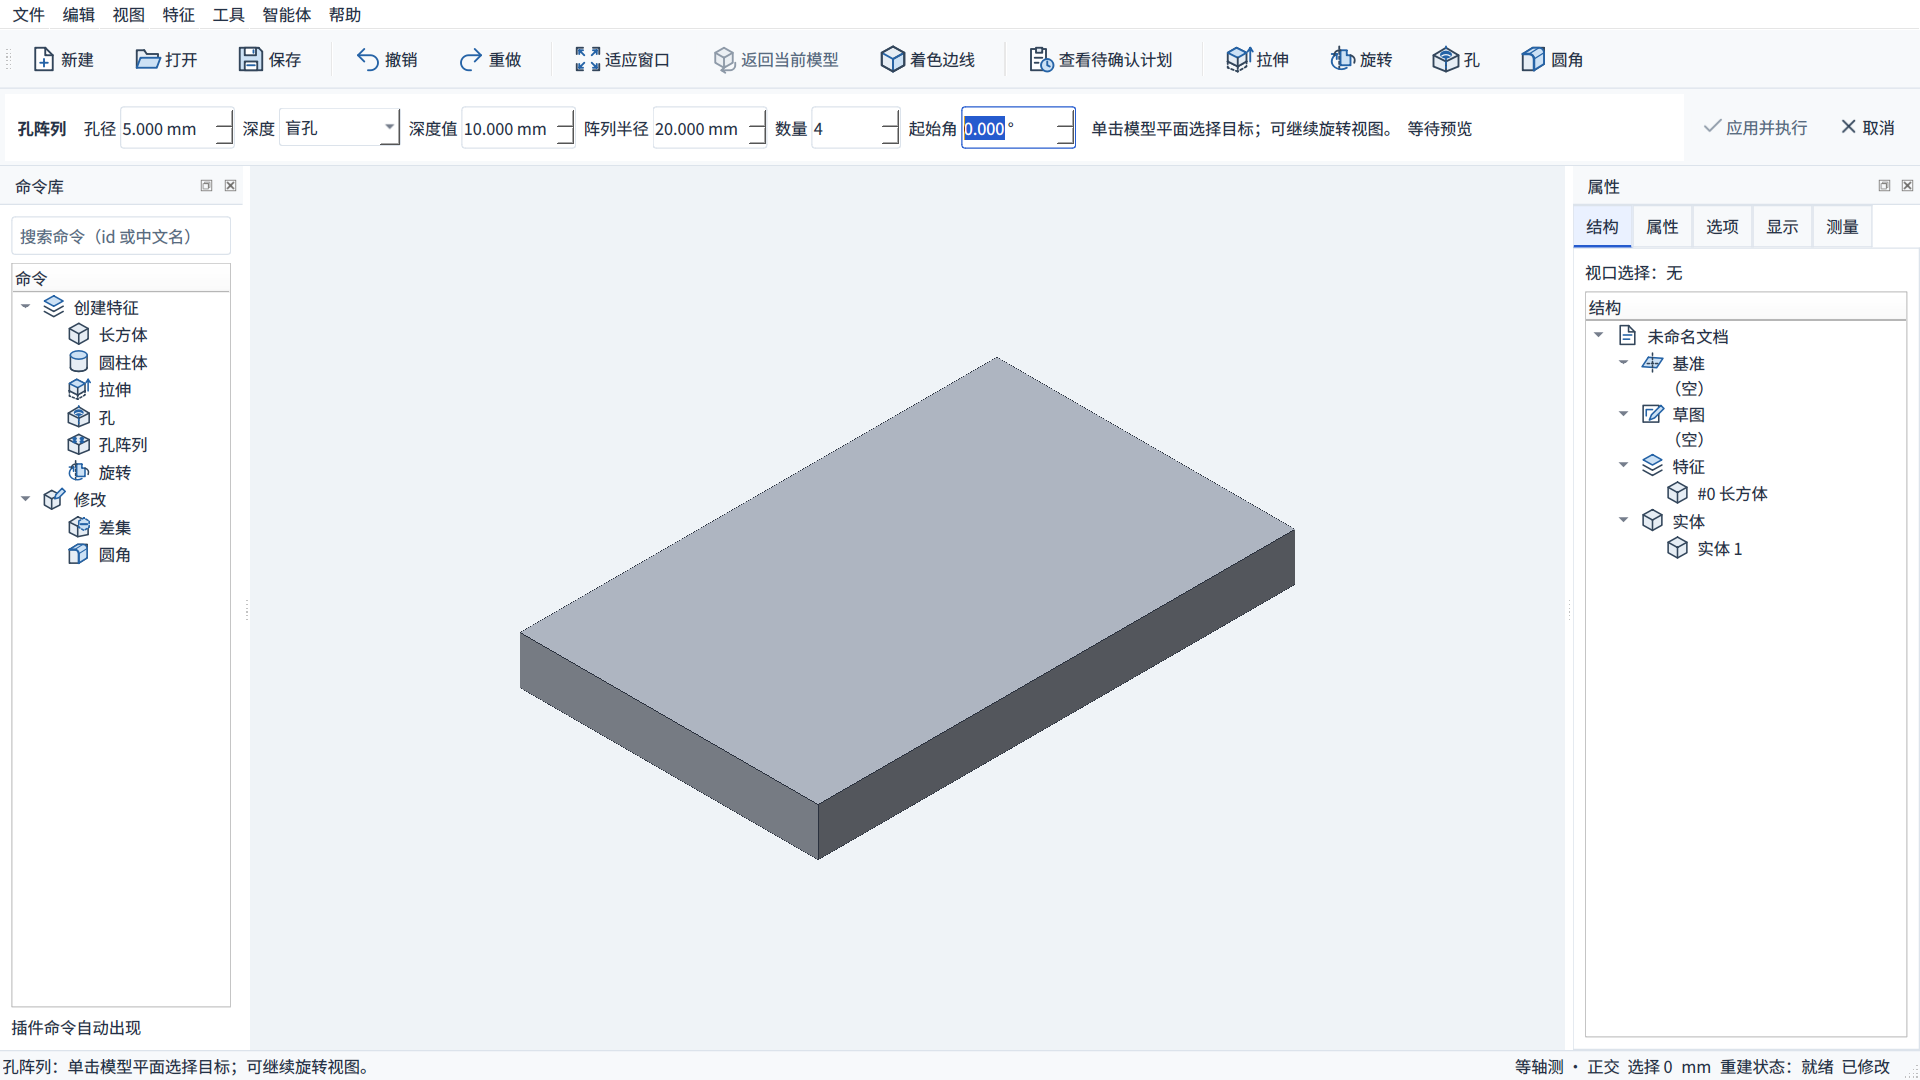 文件 编辑 视图 特征 工具 智能体 帮助
新建 打开 保存 撤销 重做 适应窗口 返回当前模型 着色边线 查看待确认计划 拉伸 旋转 孔 圆角
孔阵列 孔径 5.000 mm 深度 盲孔 深度值 10.000 mm 阵列半径 20.000 mm 数量 4 起始角 0.000 ° 单击模型平面选择目标；可继续旋转视图。 等待预览 应用并执行 取消
命令库
搜索命令（id 或中文名）
命令
创建特征
长方体
圆柱体
拉伸
孔
孔阵列
旋转
修改
差集
圆角
插件命令自动出现
属性
结构 属性 选项 显示 测量
视口选择：无
结构
未命名文档
基准
（空）
草图
（空）
特征
#0 长方体
实体
实体 1
孔阵列：单击模型平面选择目标；可继续旋转视图。
等轴测 · 正交 选择 0 mm 重建状态：就绪 已修改